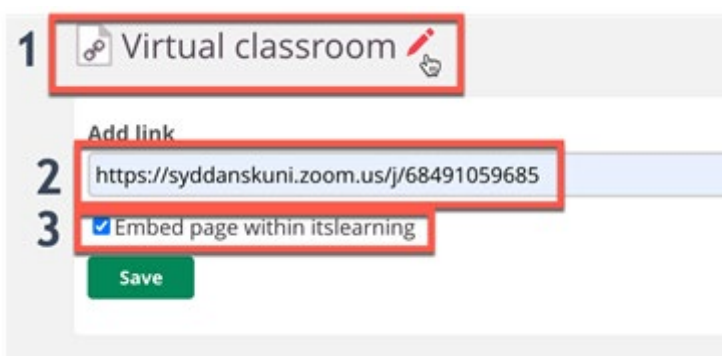 1 Virtual classroom
Add link
2 https://syddanskuni.zoom.us/j/68491059685
3 Embed page within itslearning
Save